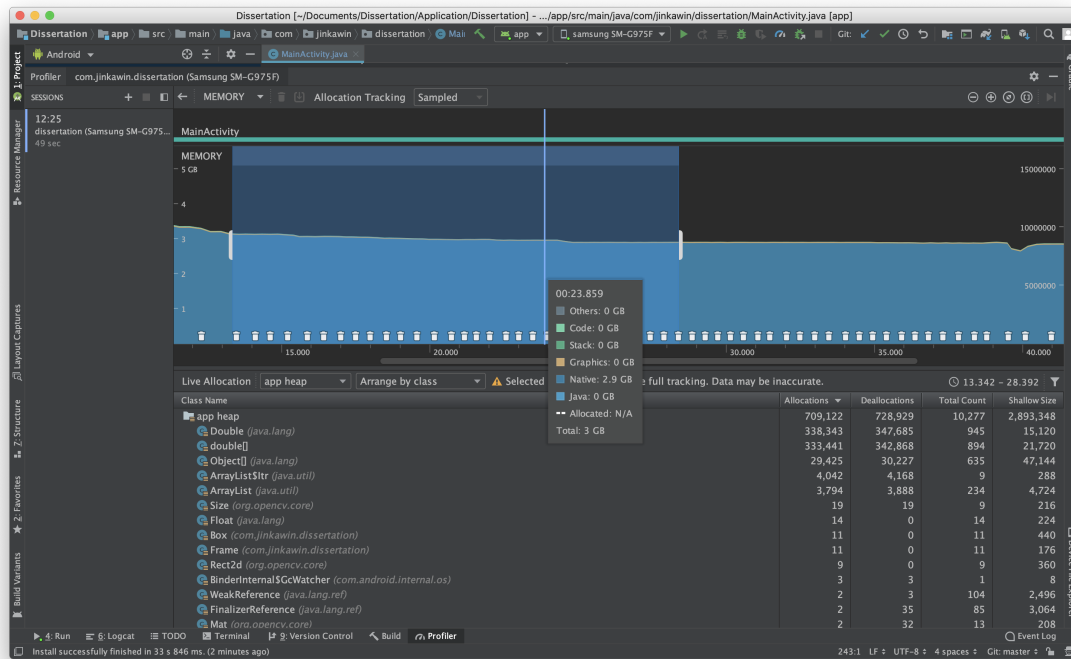 Dissertation [~/Documents/Dissertation/Application/Dissertation] - .../app/src/main/java/com/jinkawin/dissertation/MainActivity.java [app]
Dissertation app src main java com jinkawin dissertation Mai app samsung SM-G975F Git:
Android MainActivity.java
Profiler com.jinkawin.dissertation (Samsung SM-G975F)
SESSIONS MEMORY Allocation Tracking Sampled
12:25
dissertation (Samsung SM-G975...
49 sec
MainActivity
MEMORY
5 GB 15000000
4
3 10000000
2
5000000
1
00:23.859
Others: 0 GB
Code: 0 GB
Stack: 0 GB
Graphics: 0 GB
Native: 2.9 GB
Java: 0 GB
Allocated: N/A
Total: 3 GB
15.000 20.000 30.000 35.000 40.000
Live Allocation app heap Arrange by class Selected e full tracking. Data may be inaccurate. 13.342 - 28.392
Class Name Allocations Deallocations Total Count Shallow Size
app heap 709,122 728,929 10,277 2,893,348
Double (java.lang) 338,343 347,685 945 15,120
double[] 333,441 342,868 894 21,720
Object[] (java.lang) 29,425 30,227 635 47,144
ArrayList$Itr (java.util) 4,042 4,168 9 288
ArrayList (java.util) 3,794 3,888 234 4,724
Size (org.opencv.core) 19 19 9 216
Float (java.lang) 14 0 14 224
Box (com.jinkawin.dissertation) 11 0 11 440
Frame (com.jinkawin.dissertation) 11 0 11 176
Rect2d (org.opencv.core) 9 0 9 360
BinderInternal$GcWatcher (com.android.internal.os) 3 3 1 8
WeakReference (java.lang.ref) 2 3 104 2,496
FinalizerReference (java.lang.ref) 2 35 85 3,064
Mat (org.opencv.core) 2 32 13 208
1: Project
Resource Manager
Layout Captures
7: Structure
2: Favorites
Build Variants
4: Run 6: Logcat TODO Terminal 9: Version Control Build Profiler Event Log
Install successfully finished in 33 s 846 ms. (2 minutes ago) 243:1 LF UTF-8 4 spaces Git: master